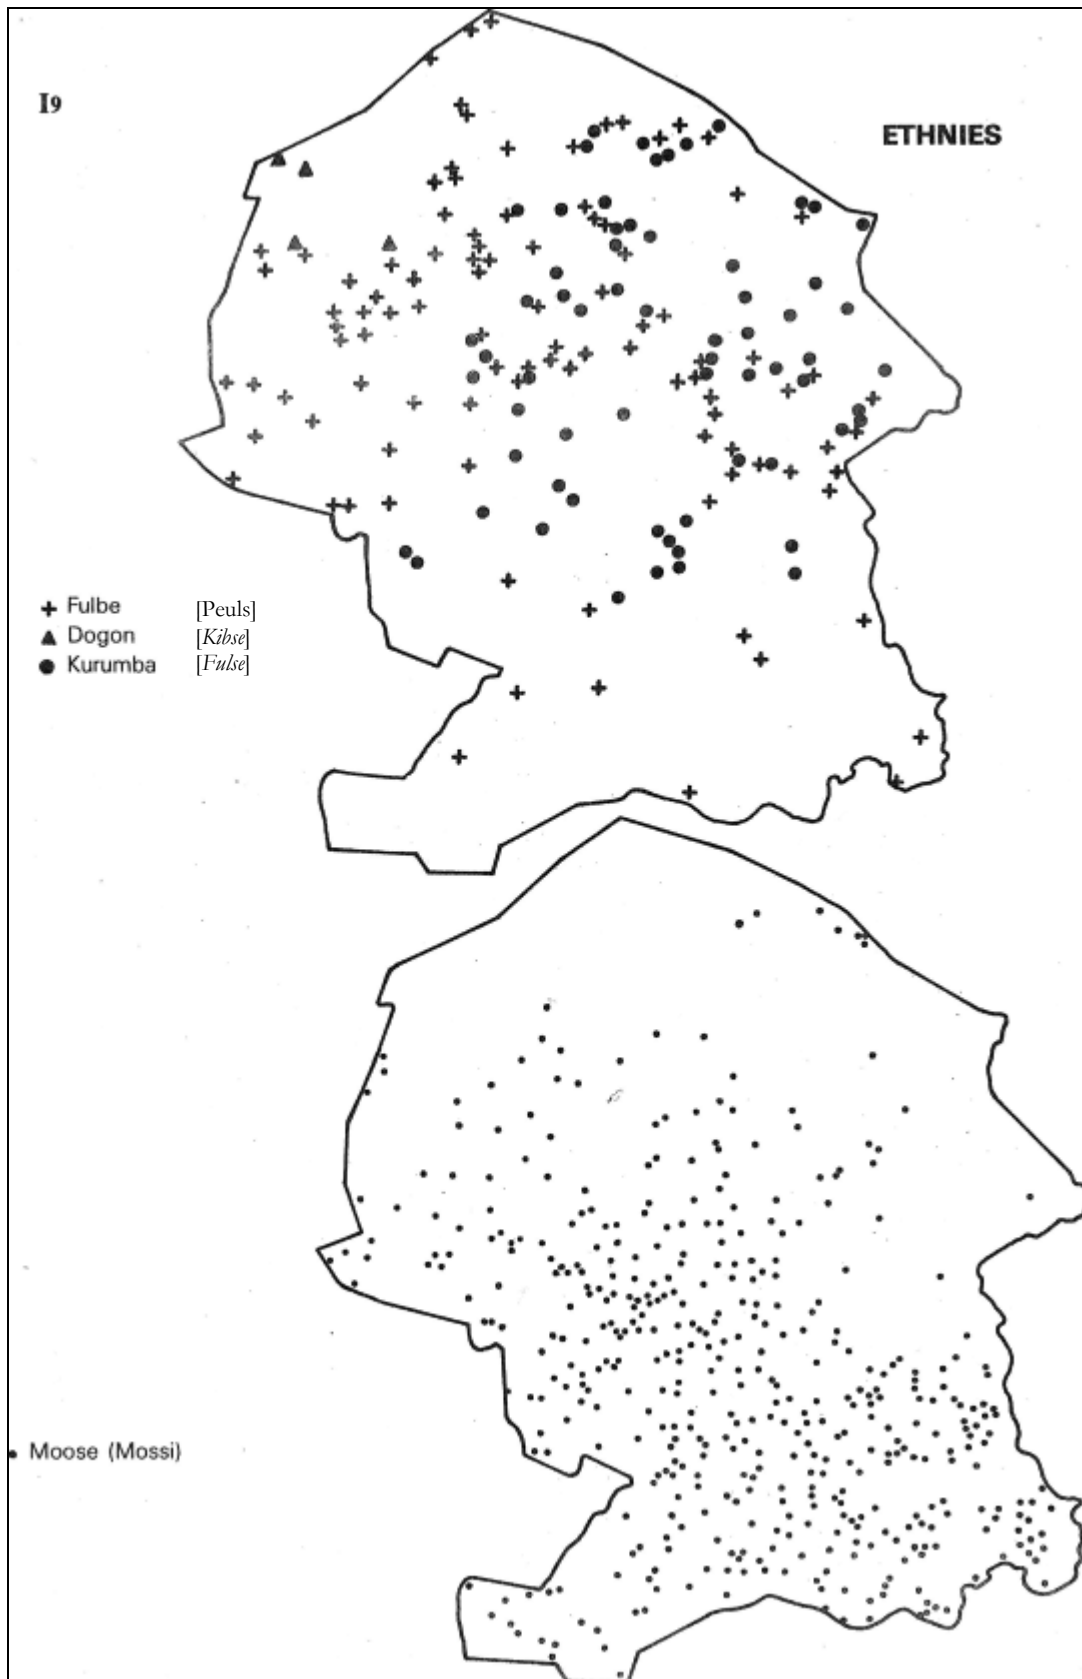 I9
ETHNIES
Fulbe [Peuls]
Dogon [Kibse]
Kurumba [Fulse]
Moose (Mossi)